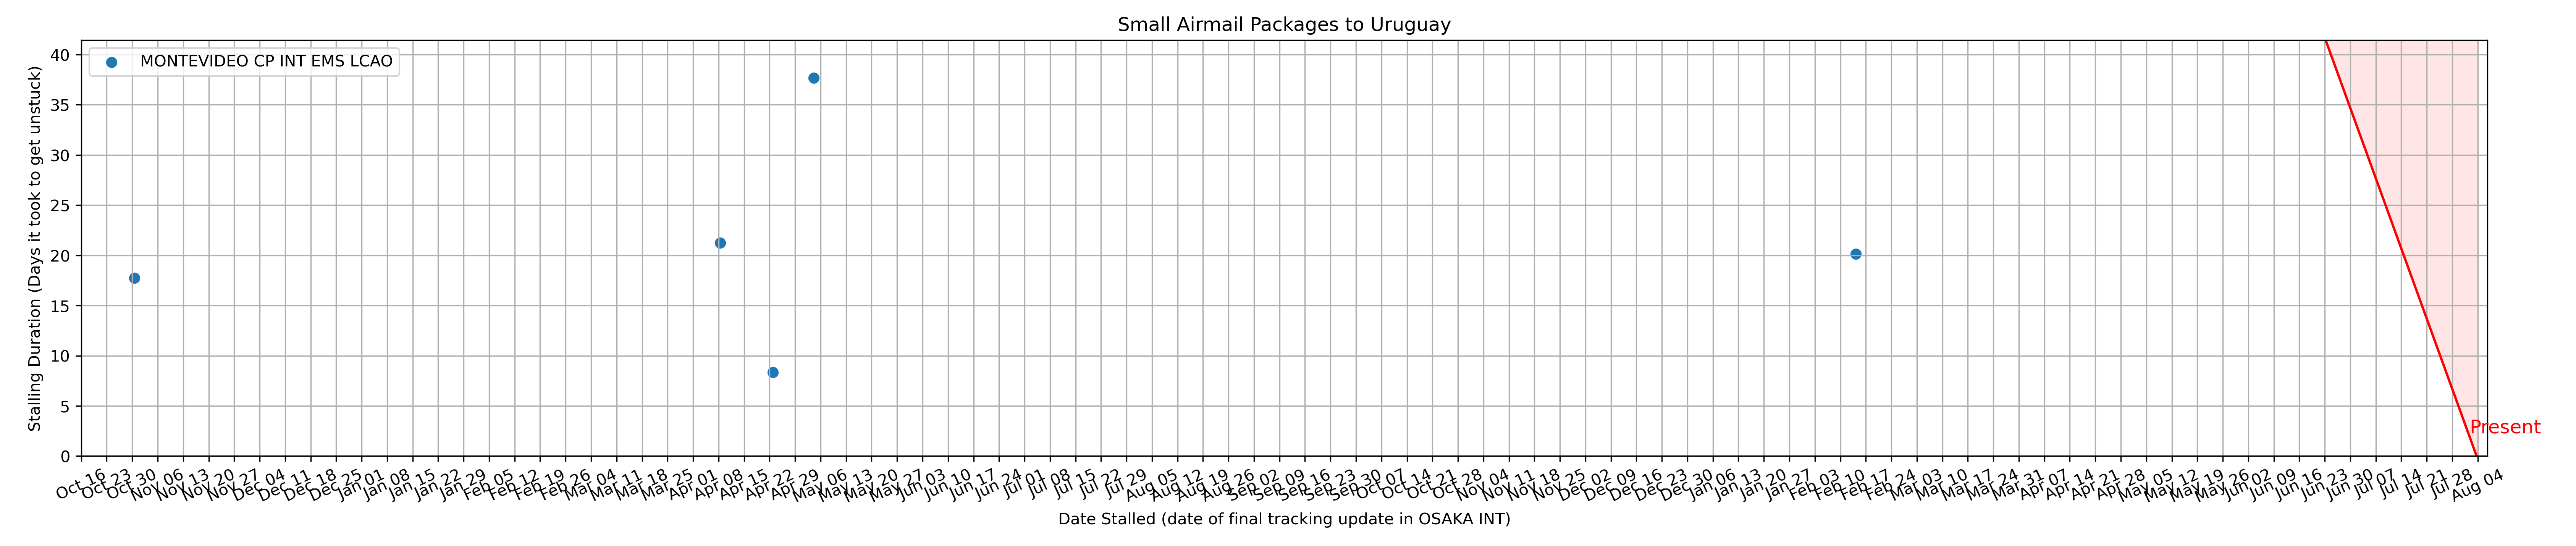 Small Airmail Packages to Uruguay
MONTEVIDEO CP INT EMS LCAO
Stalling Duration (Days it took to get unstuck)
40
35
30
25
20
15
10
5
0
Present
Oct 16 Oct 23 Oct 30 Nov 06 Nov 13 Nov 20 Nov 27 Dec 04 Dec 11 Dec 18 Dec 25 Jan 01 Jan 08 Jan 15 Jan 22 Jan 29 Feb 05 Feb 12 Feb 19 Feb 26 Mar 04 Mar 11 Mar 18 Mar 25 Apr 01 Apr 08 Apr 15 Apr 22 Apr 29 May 06 May 13 May 20 May 27 Jun 03 Jun 10 Jun 17 Jun 24 Jul 01 Jul 08 Jul 15 Jul 22 Jul 29 Aug 05 Aug 12 Aug 19 Aug 26 Sep 02 Sep 09 Sep 16 Sep 23 Sep 30 Oct 07 Oct 14 Oct 21 Oct 28 Nov 04 Nov 11 Nov 18 Nov 25 Dec 02 Dec 09 Dec 16 Dec 23 Dec 30 Jan 06 Jan 13 Jan 20 Jan 27 Feb 03 Feb 10 Feb 17 Feb 24 Mar 03 Mar 10 Mar 17 Mar 24 Mar 31 Apr 07 Apr 14 Apr 21 Apr 28 May 05 May 12 May 19 May 26 Jun 02 Jun 09 Jun 16 Jun 23 Jun 30 Jul 07 Jul 14 Jul 21 Jul 28 Aug 04
Date Stalled (date of final tracking update in OSAKA INT)